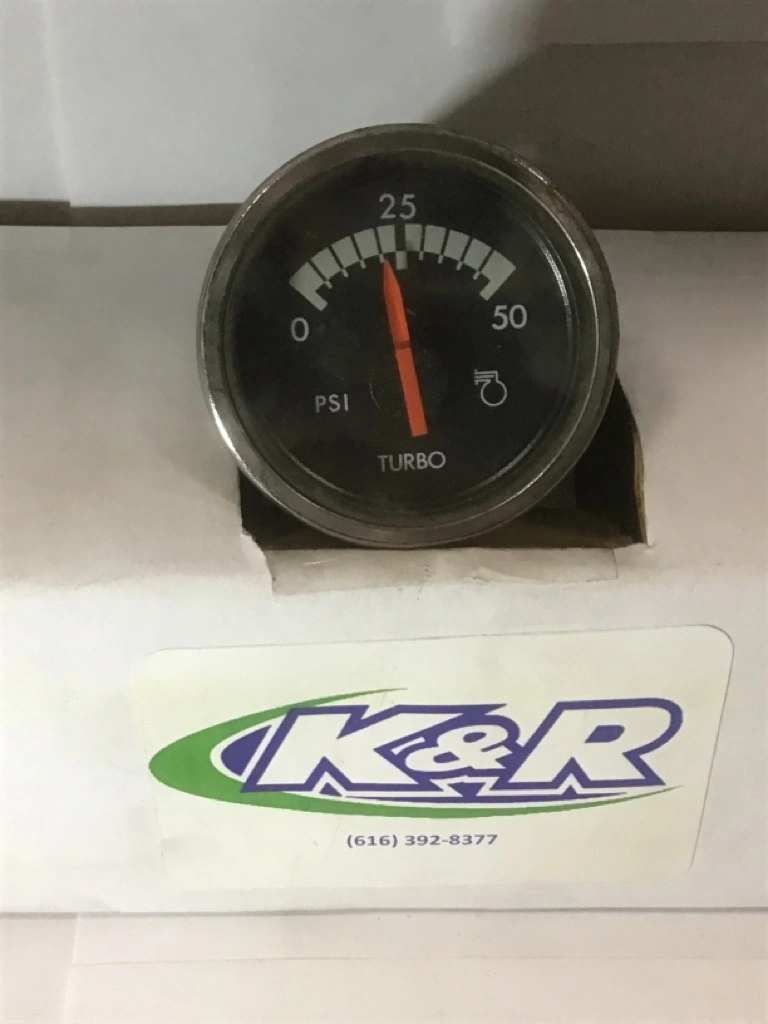 25
0 50
PSI
TURBO
K&R
(616) 392-8377